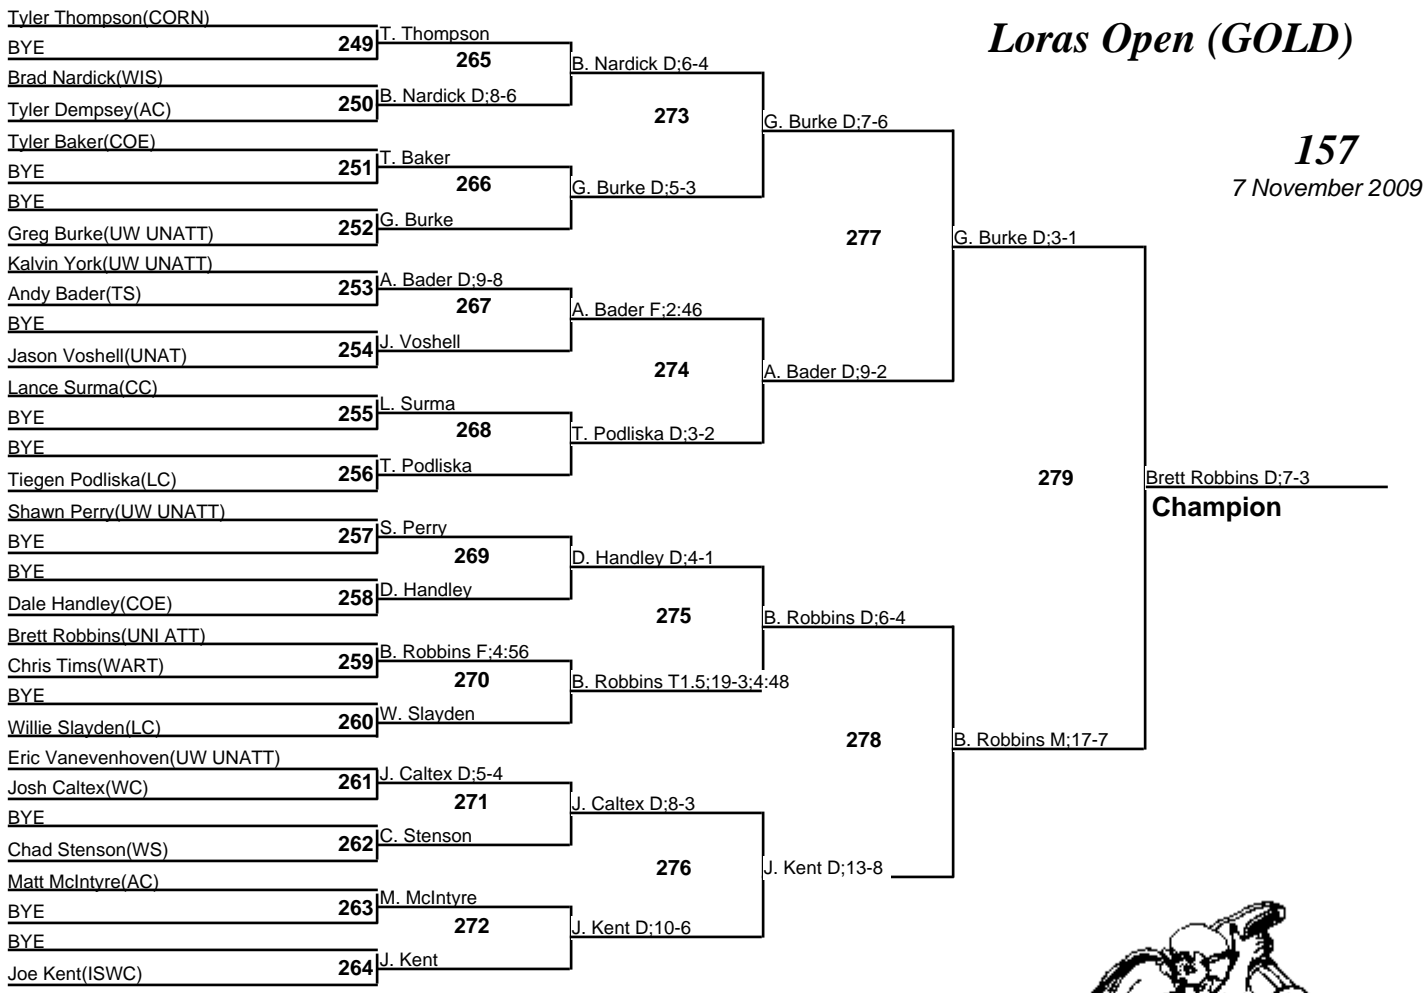 Loras Open (GOLD)
157
7 November 2009
Tyler Thompson(CORN)
BYE
Brad Nardick(WIS)
Tyler Dempsey(AC)
Tyler Baker(COE)
BYE
BYE
Greg Burke(UW UNATT)
Kalvin York(UW UNATT)
Andy Bader(TS)
BYE
Jason Voshell(UNAT)
Lance Surma(CC)
BYE
BYE
Tiegen Podliska(LC)
Shawn Perry(UW UNATT)
BYE
BYE
Dale Handley(COE)
Brett Robbins(UNI ATT)
Chris Tims(WART)
BYE
Willie Slayden(LC)
Eric Vanevenhoven(UW UNATT)
Josh Caltex(WC)
BYE
Chad Stenson(WS)
Matt McIntyre(AC)
BYE
BYE
Joe Kent(ISWC)
249
250
251
252
253
254
255
256
257
258
259
260
261
262
263
264
T. Thompson
B. Nardick D;8-6
T. Baker
G. Burke
A. Bader D;9-8
J. Voshell
L. Surma
T. Podliska
S. Perry
D. Handley
B. Robbins F;4:56
W. Slayden
J. Caltex D;5-4
C. Stenson
M. McIntyre
J. Kent
265
266
267
268
269
270
271
272
B. Nardick D;6-4
G. Burke D;5-3
A. Bader F;2:46
T. Podliska D;3-2
D. Handley D;4-1
B. Robbins T1.5;19-3;4:48
J. Caltex D;8-3
J. Kent D;10-6
273
274
275
276
G. Burke D;7-6
A. Bader D;9-2
B. Robbins D;6-4
J. Kent D;13-8
277
278
G. Burke D;3-1
B. Robbins M;17-7
279
Brett Robbins D;7-3
Champion